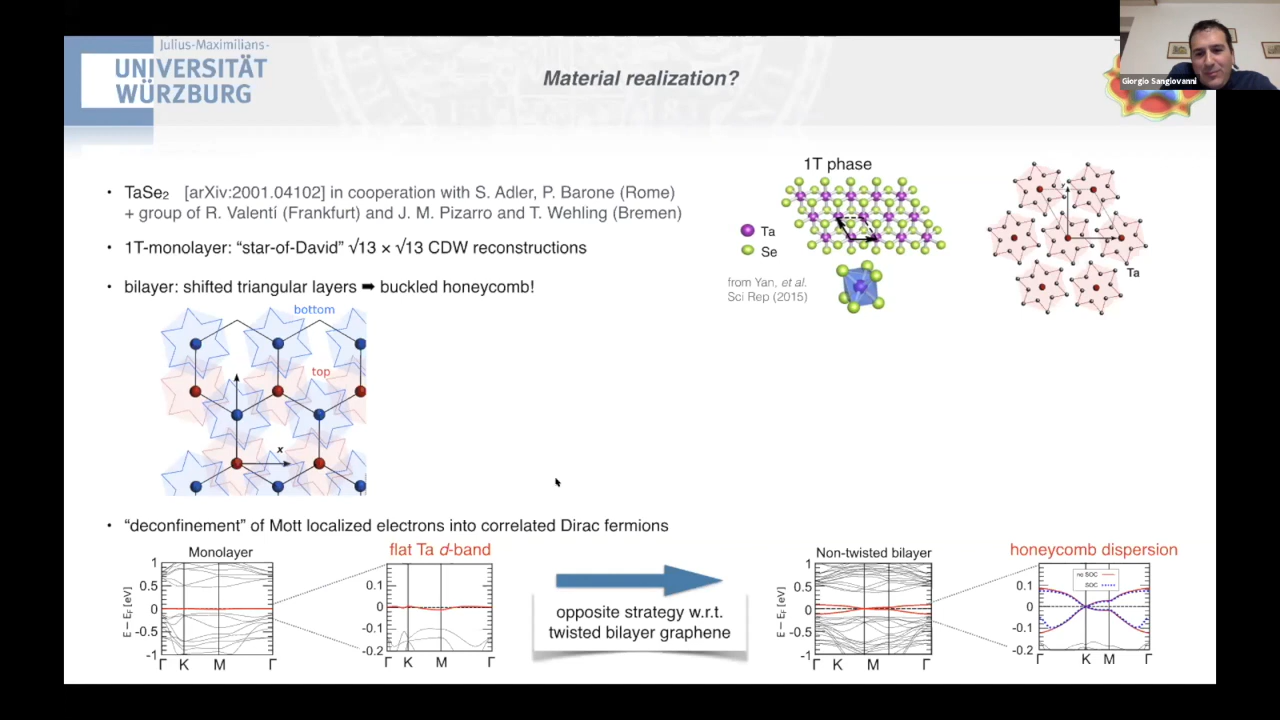 Julius-Maximilians-
UNIVERSITÄT
WÜRZBURG
Material realization?
Giorgio Sangiovanni
• TaSe₂ [arXiv:2001.04102] in cooperation with S. Adler, P. Barone (Rome)
+ group of R. Valentí (Frankfurt) and J. M. Pizarro and T. Wehling (Bremen)
• 1T-monolayer: “star-of-David” √13 × √13 CDW reconstructions
• bilayer: shifted triangular layers ➡ buckled honeycomb!
1T phase
Ta
Se
from Yan, et al.
Sci Rep (2015)
y
Ta
bottom
top
x
• “deconfinement” of Mott localized electrons into correlated Dirac fermions
Monolayer
E − E_F [eV]
1
0.5
0
-0.5
-1
Γ K M Γ
flat Ta d-band
0.1
0
-0.1
-0.2
Γ K M Γ
opposite strategy w.r.t.
twisted bilayer graphene
Non-twisted bilayer
E − E_F [eV]
1
0.5
0
-0.5
-1
Γ K M Γ
honeycomb dispersion
no SOC
SOC
0.1
0
-0.1
-0.2
Γ K M Γ